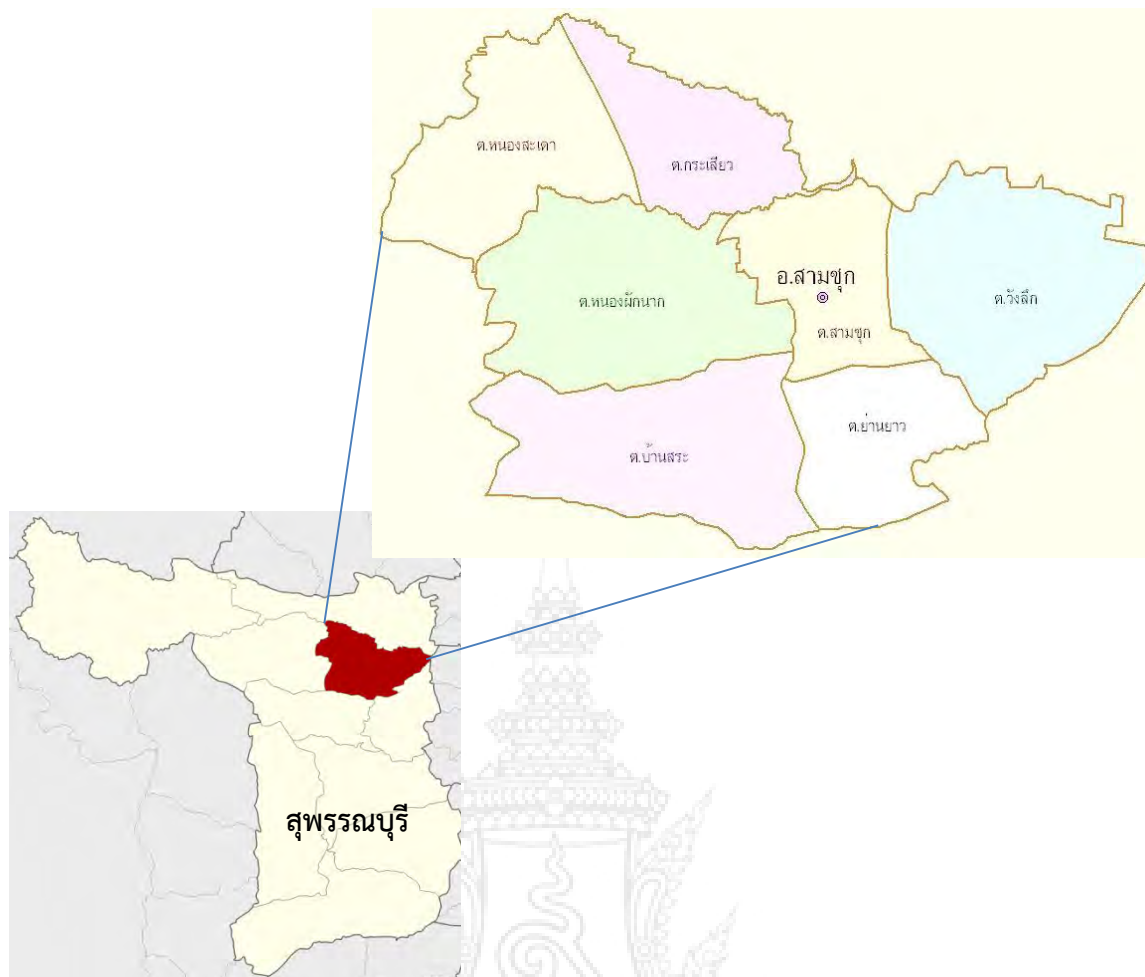 ต.หนองสะเดา
ต.กระเสียว
อ.สามชุก
ต.หนองผักนาก
ต.วังลึก
ต.สามชุก
ต.ย่านยาว
ต.บ้านสระ
สุพรรณบุรี